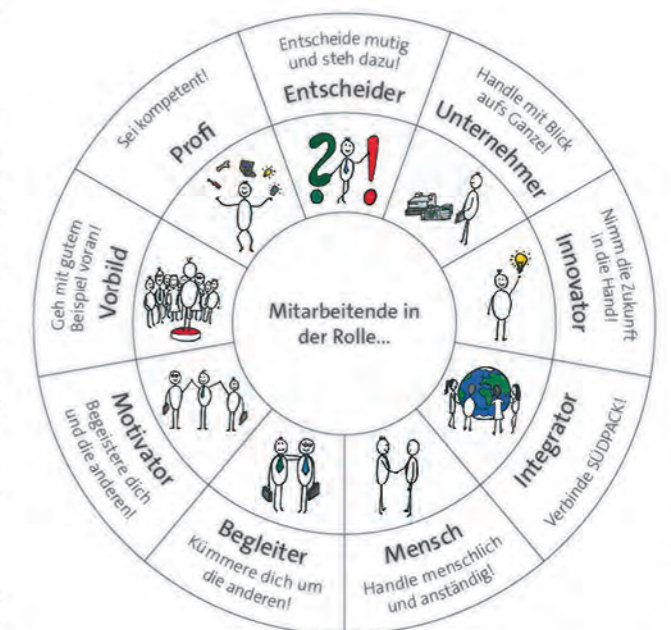 Mitarbeitende in
der Rolle...
Entscheide mutig
und steh dazu!
Entscheider
Handle mit Blick
aufs Ganze!
Unternehmer
Nimm die Zukunft
in die Hand!
Innovator
Verbinde SÜDPACK!
Integrator
Mensch
Handle menschlich
und anständig!
Begleiter
Kümmere dich um
die anderen!
Motivator
Begeistere dich
und die anderen!
Geh mit gutem
Beispiel voran!
Vorbild
Sei kompetent!
Profi